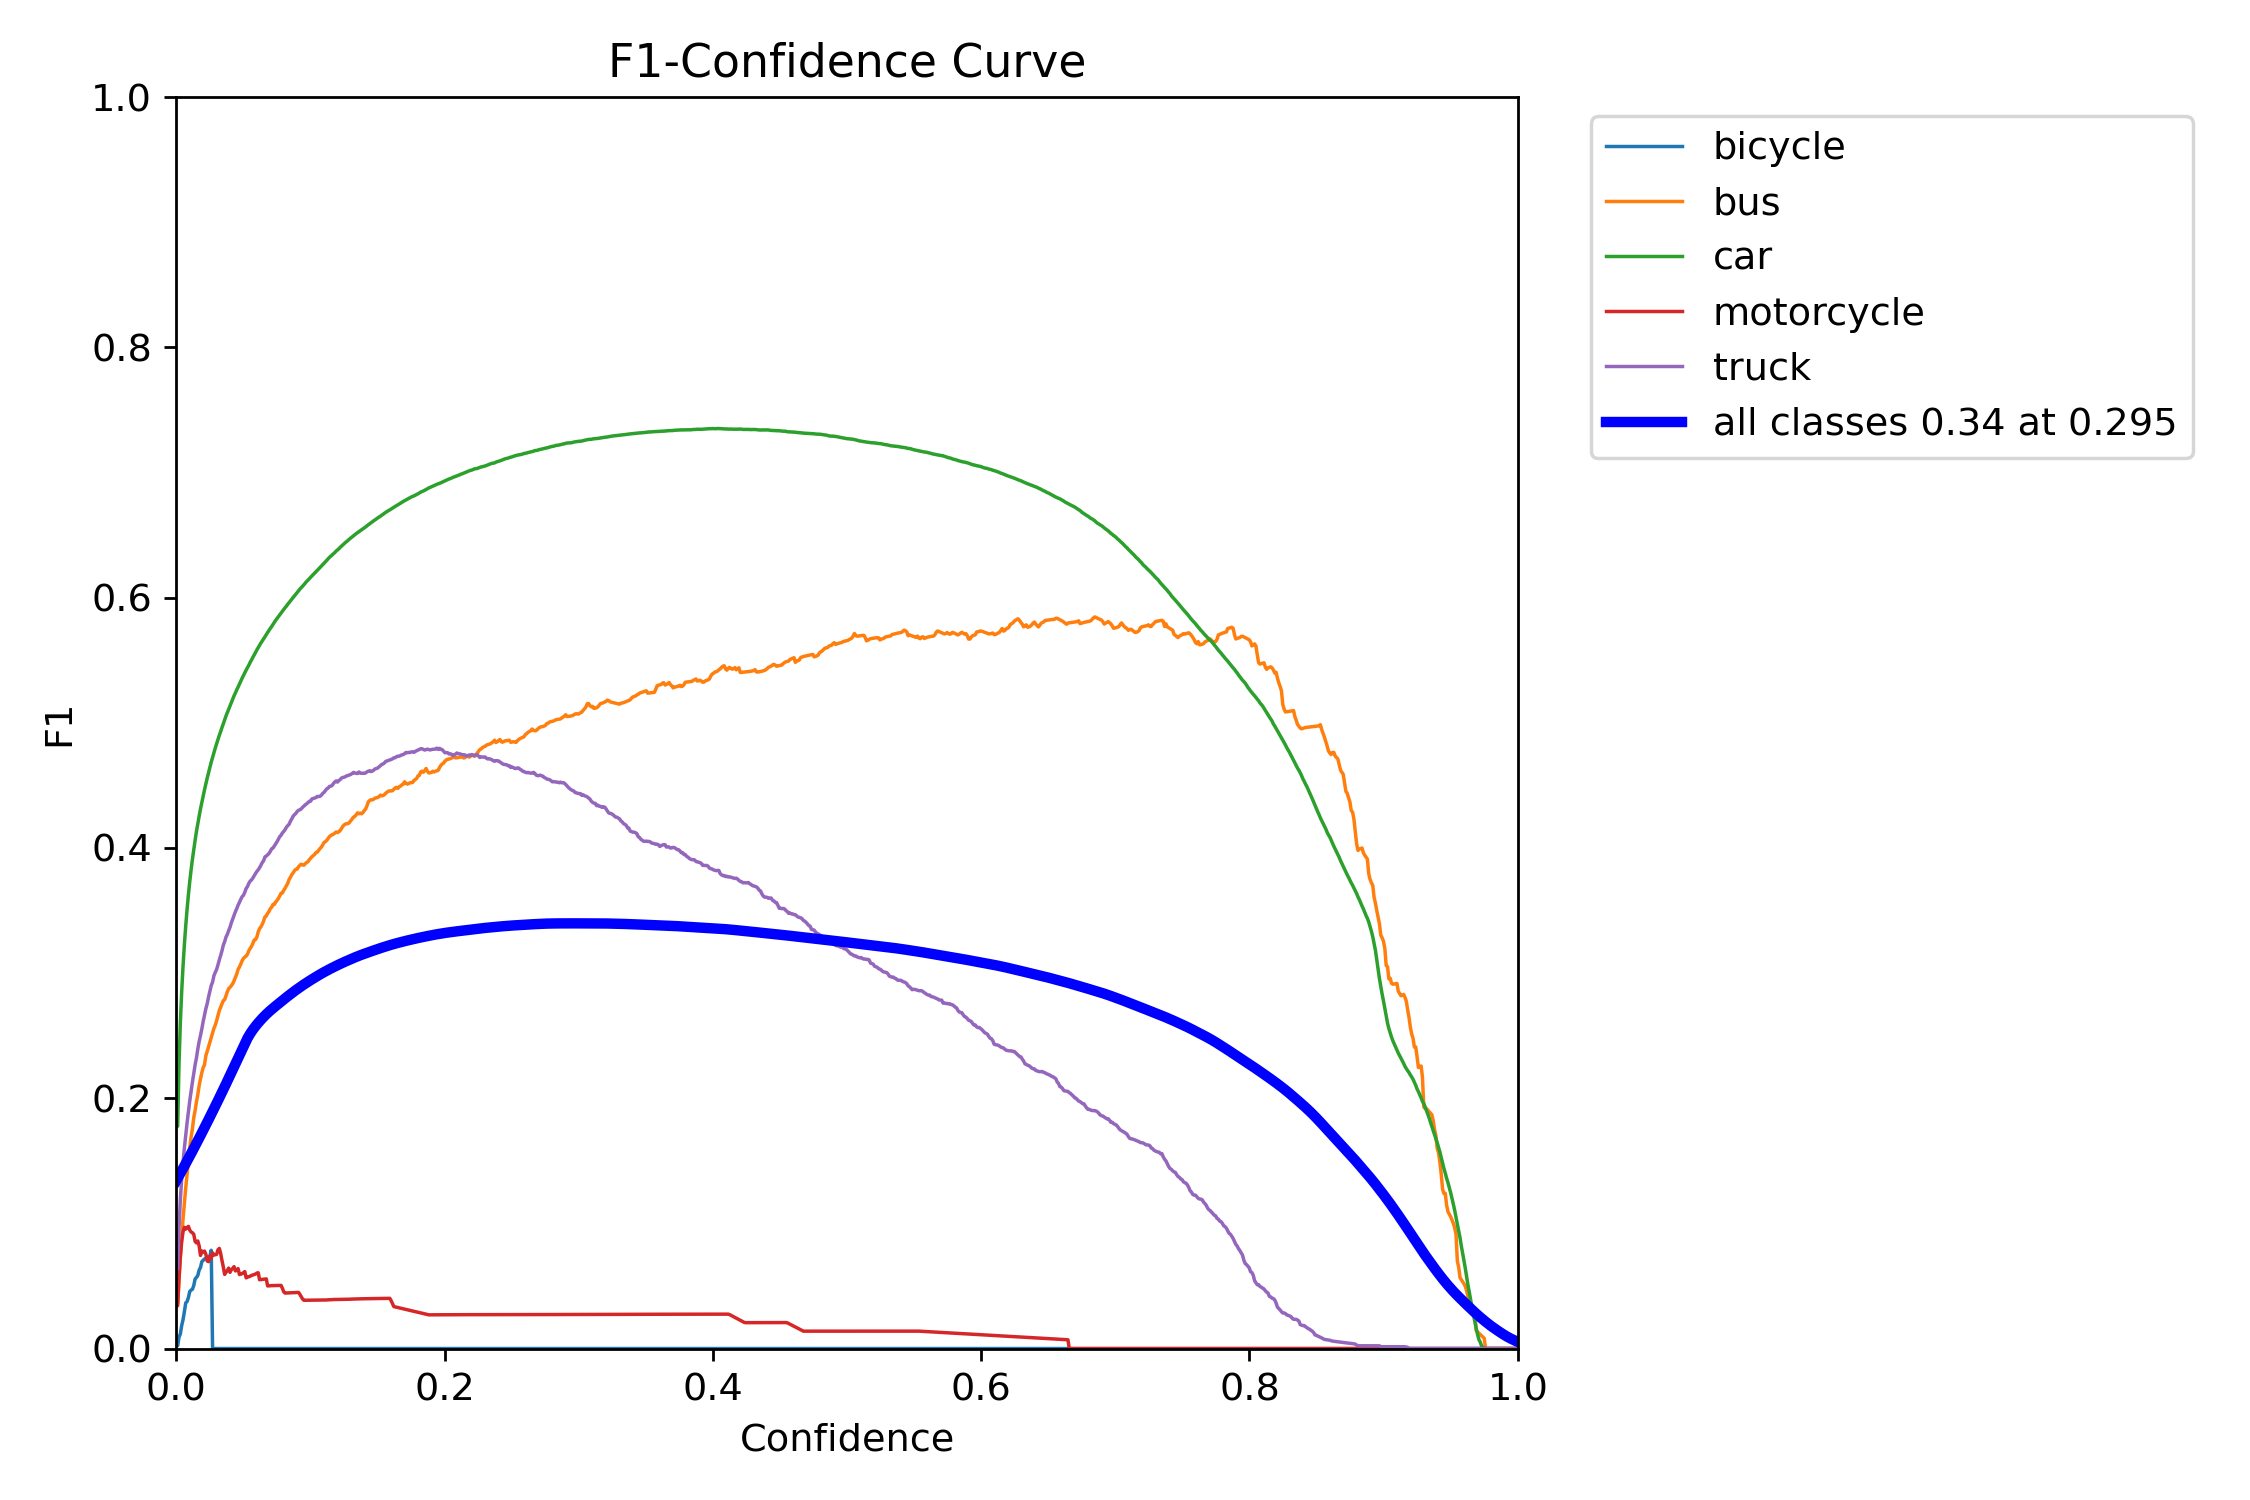 F1-Confidence Curve
1.0
0.8
0.6
0.4
0.2
0.0
F1
0.0 0.2 0.4 0.6 0.8 1.0
Confidence
bicycle
bus
car
motorcycle
truck
all classes 0.34 at 0.295